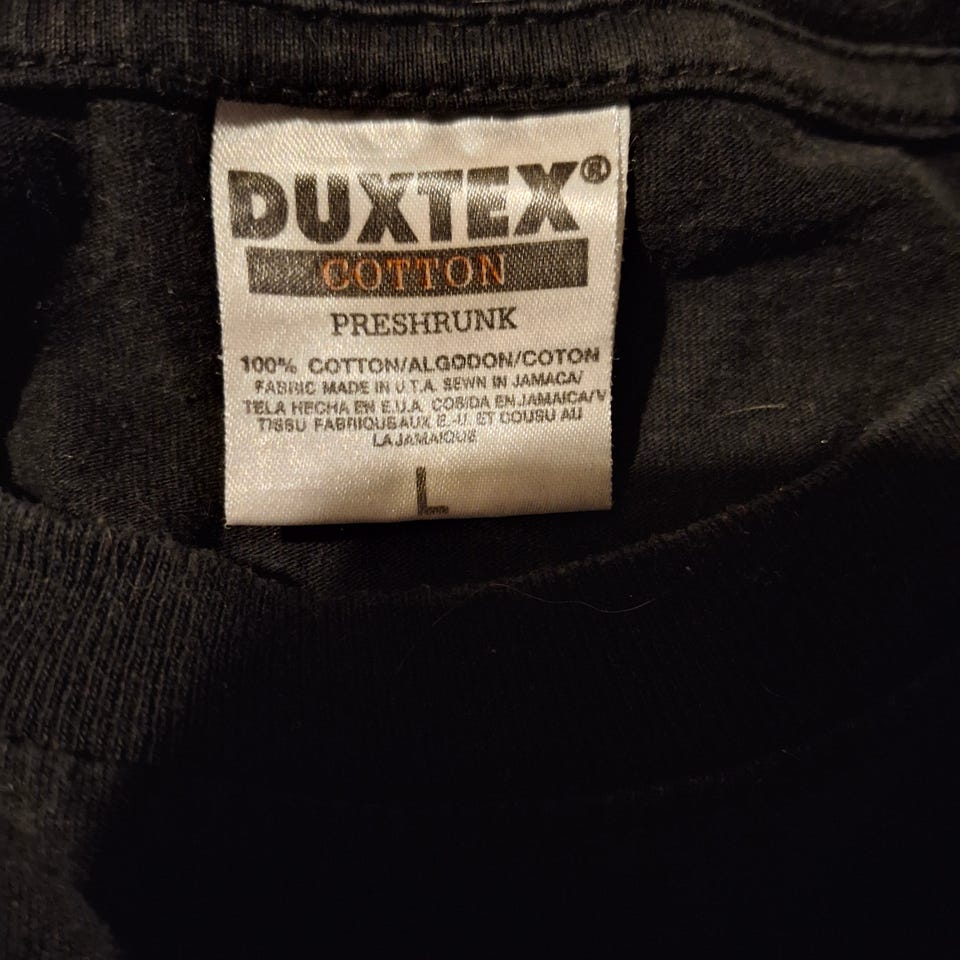 DUXTEX®
COTTON
PRESHRUNK
100% COTTON/ALGODON/COTON
FABRIC MADE IN U.T.A. SEWN IN JAMACA/
TELA HECHA EN E.U.A. COSIDA EN JAMAICA/V
TISSU FABRIQUE AUX E.-U. ET COUSU AU
LA JAMAIQUE
L